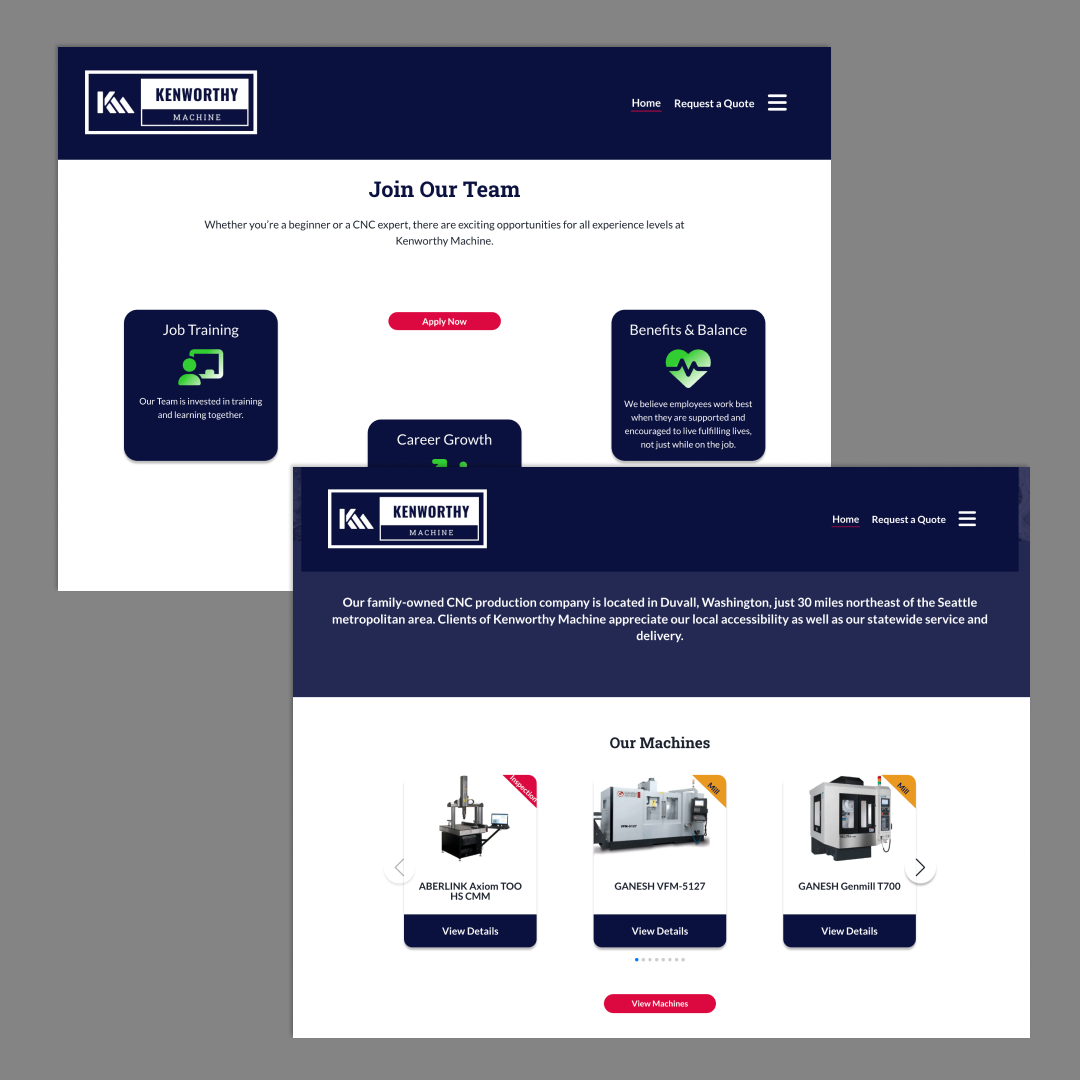 KENWORTHY
MACHINE
Home
Request a Quote
Join Our Team
Whether you're a beginner or a CNC expert, there are exciting opportunities for all experience levels at
Kenworthy Machine.
Job Training
Our Team is invested in training
and learning together.
Apply Now
Career Growth
Benefits & Balance
We believe employees work best
when they are supported and
encouraged to live fulfilling lives,
not just while on the job.
KENWORTHY
MACHINE
Home
Request a Quote
Our family-owned CNC production company is located in Duvall, Washington, just 30 miles northeast of the Seattle
metropolitan area. Clients of Kenworthy Machine appreciate our local accessibility as well as our statewide service and
delivery.
Our Machines
Inspection
ABERLINK Axiom TOO
HS CMM
View Details
Mill
GANESH VFM-5127
View Details
Mill
GANESH Genmill T700
View Details
View Machines